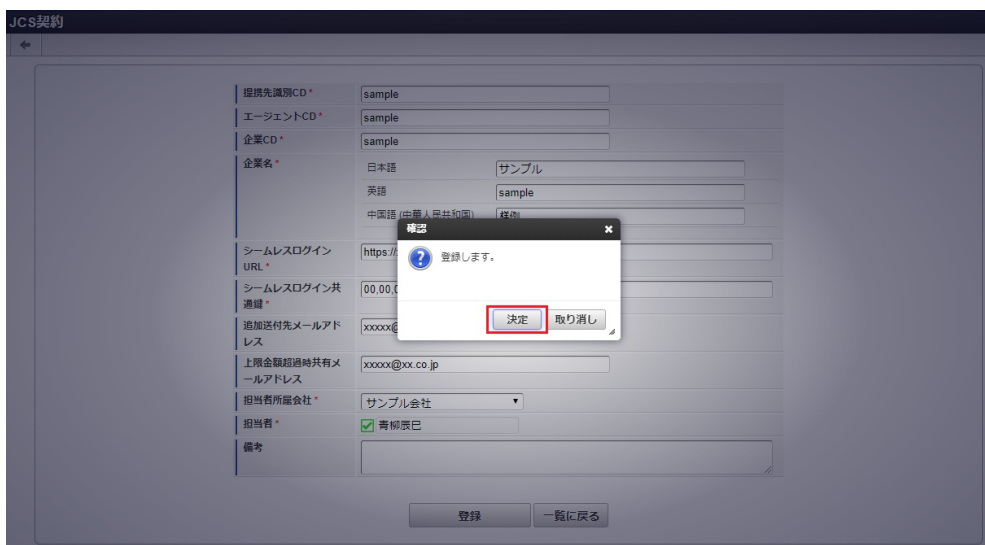 JCS契約
提携先識別CD* sample
エージェントCD* sample
企業CD* sample
企業名* 日本語 サンプル
英語 sample
中国語 (中華人民共和国) 样例
確認
登録します。
決定 取り消し
シームレスログイン https://
URL*
シームレスログイン共 00,00,0
通鍵*
追加送付先メールアド xxxxx@
レス
上限金額超過時共有メ xxxxx@xx.co.jp
ールアドレス
担当者所属会社* サンプル会社
担当者* 青柳辰巳
備考
登録 一覧に戻る